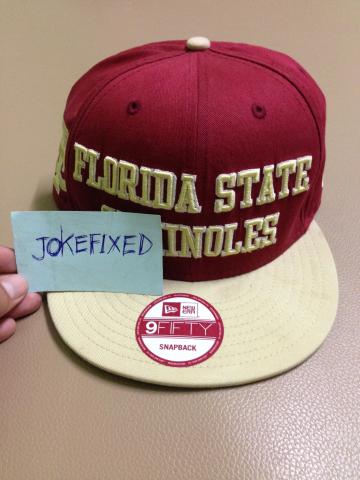 FLORIDA STATE
INOLES
JOKEFIXED
NEW ERA
9FIFTY
SNAPBACK